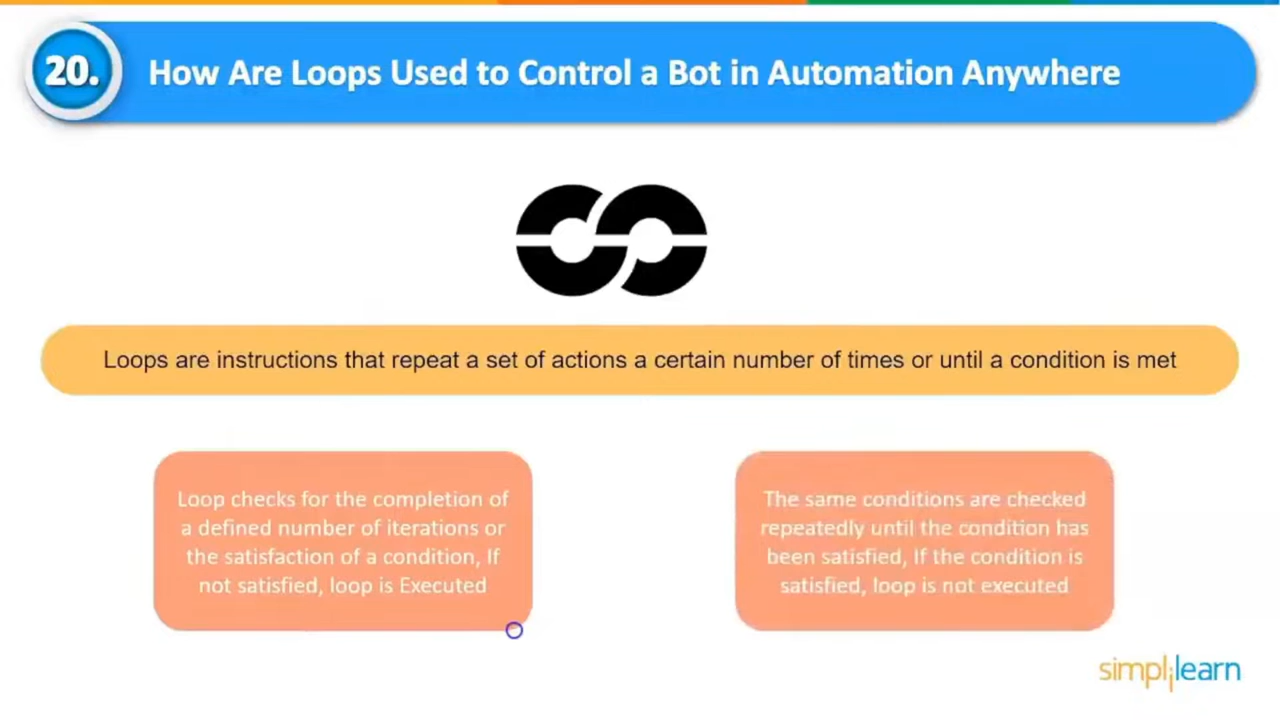 20.
How Are Loops Used to Control a Bot in Automation Anywhere
Loops are instructions that repeat a set of actions a certain number of times or until a condition is met
Loop checks for the completion of
a defined number of iterations or
the satisfaction of a condition, If
not satisfied, loop is Executed
The same conditions are checked
repeatedly until the condition has
been satisfied, If the condition is
satisfied, loop is not executed
simplilearn